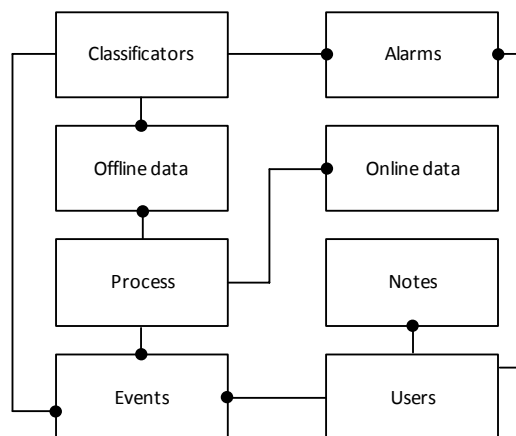 Classificators
Alarms
Offline data
Online data
Process
Notes
Events
Users